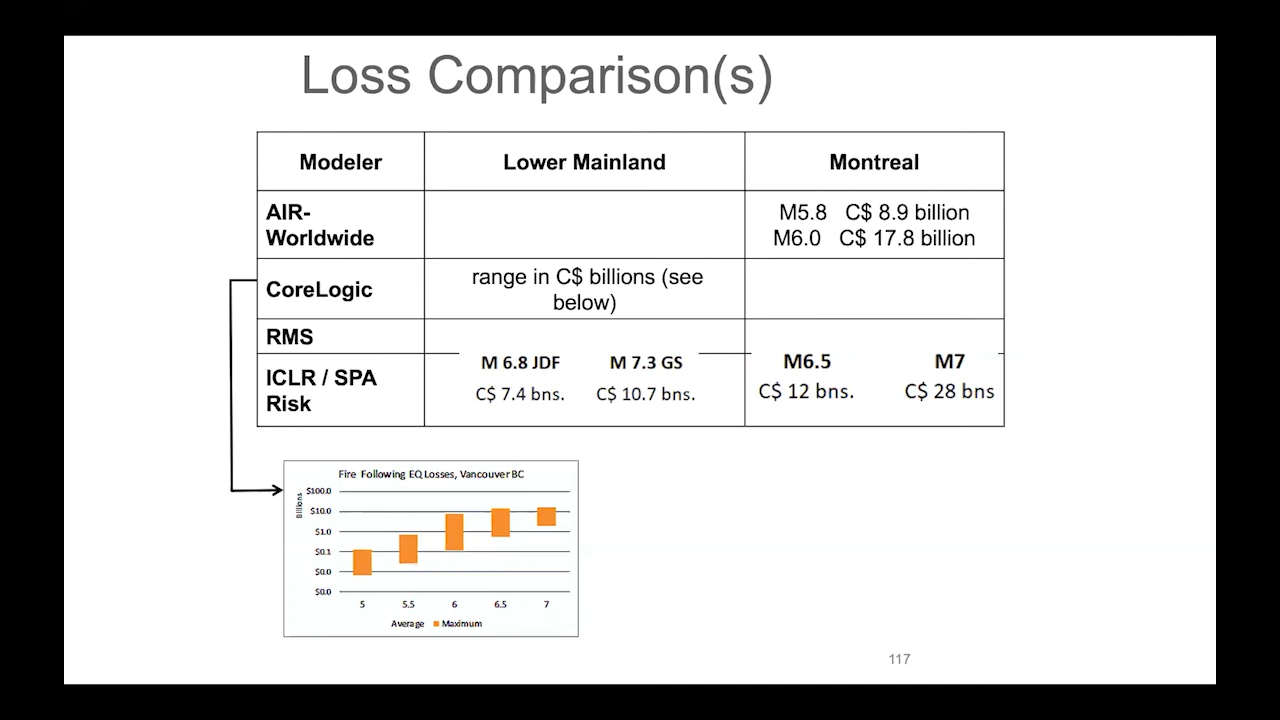 Loss Comparison(s)
Modeler Lower Mainland Montreal
AIR-
Worldwide
M5.8 C$ 8.9 billion
M6.0 C$ 17.8 billion
CoreLogic
range in C$ billions (see
below)
RMS
ICLR / SPA
Risk
M 6.8 JDF M 7.3 GS M6.5 M7
C$ 7.4 bns. C$ 10.7 bns. C$ 12 bns. C$ 28 bns
Fire Following EQ Losses, Vancouver BC
Billions
$100.0
$10.0
$1.0
$0.1
$0.0
$0.0
5 5.5 6 6.5 7
Average Maximum
117